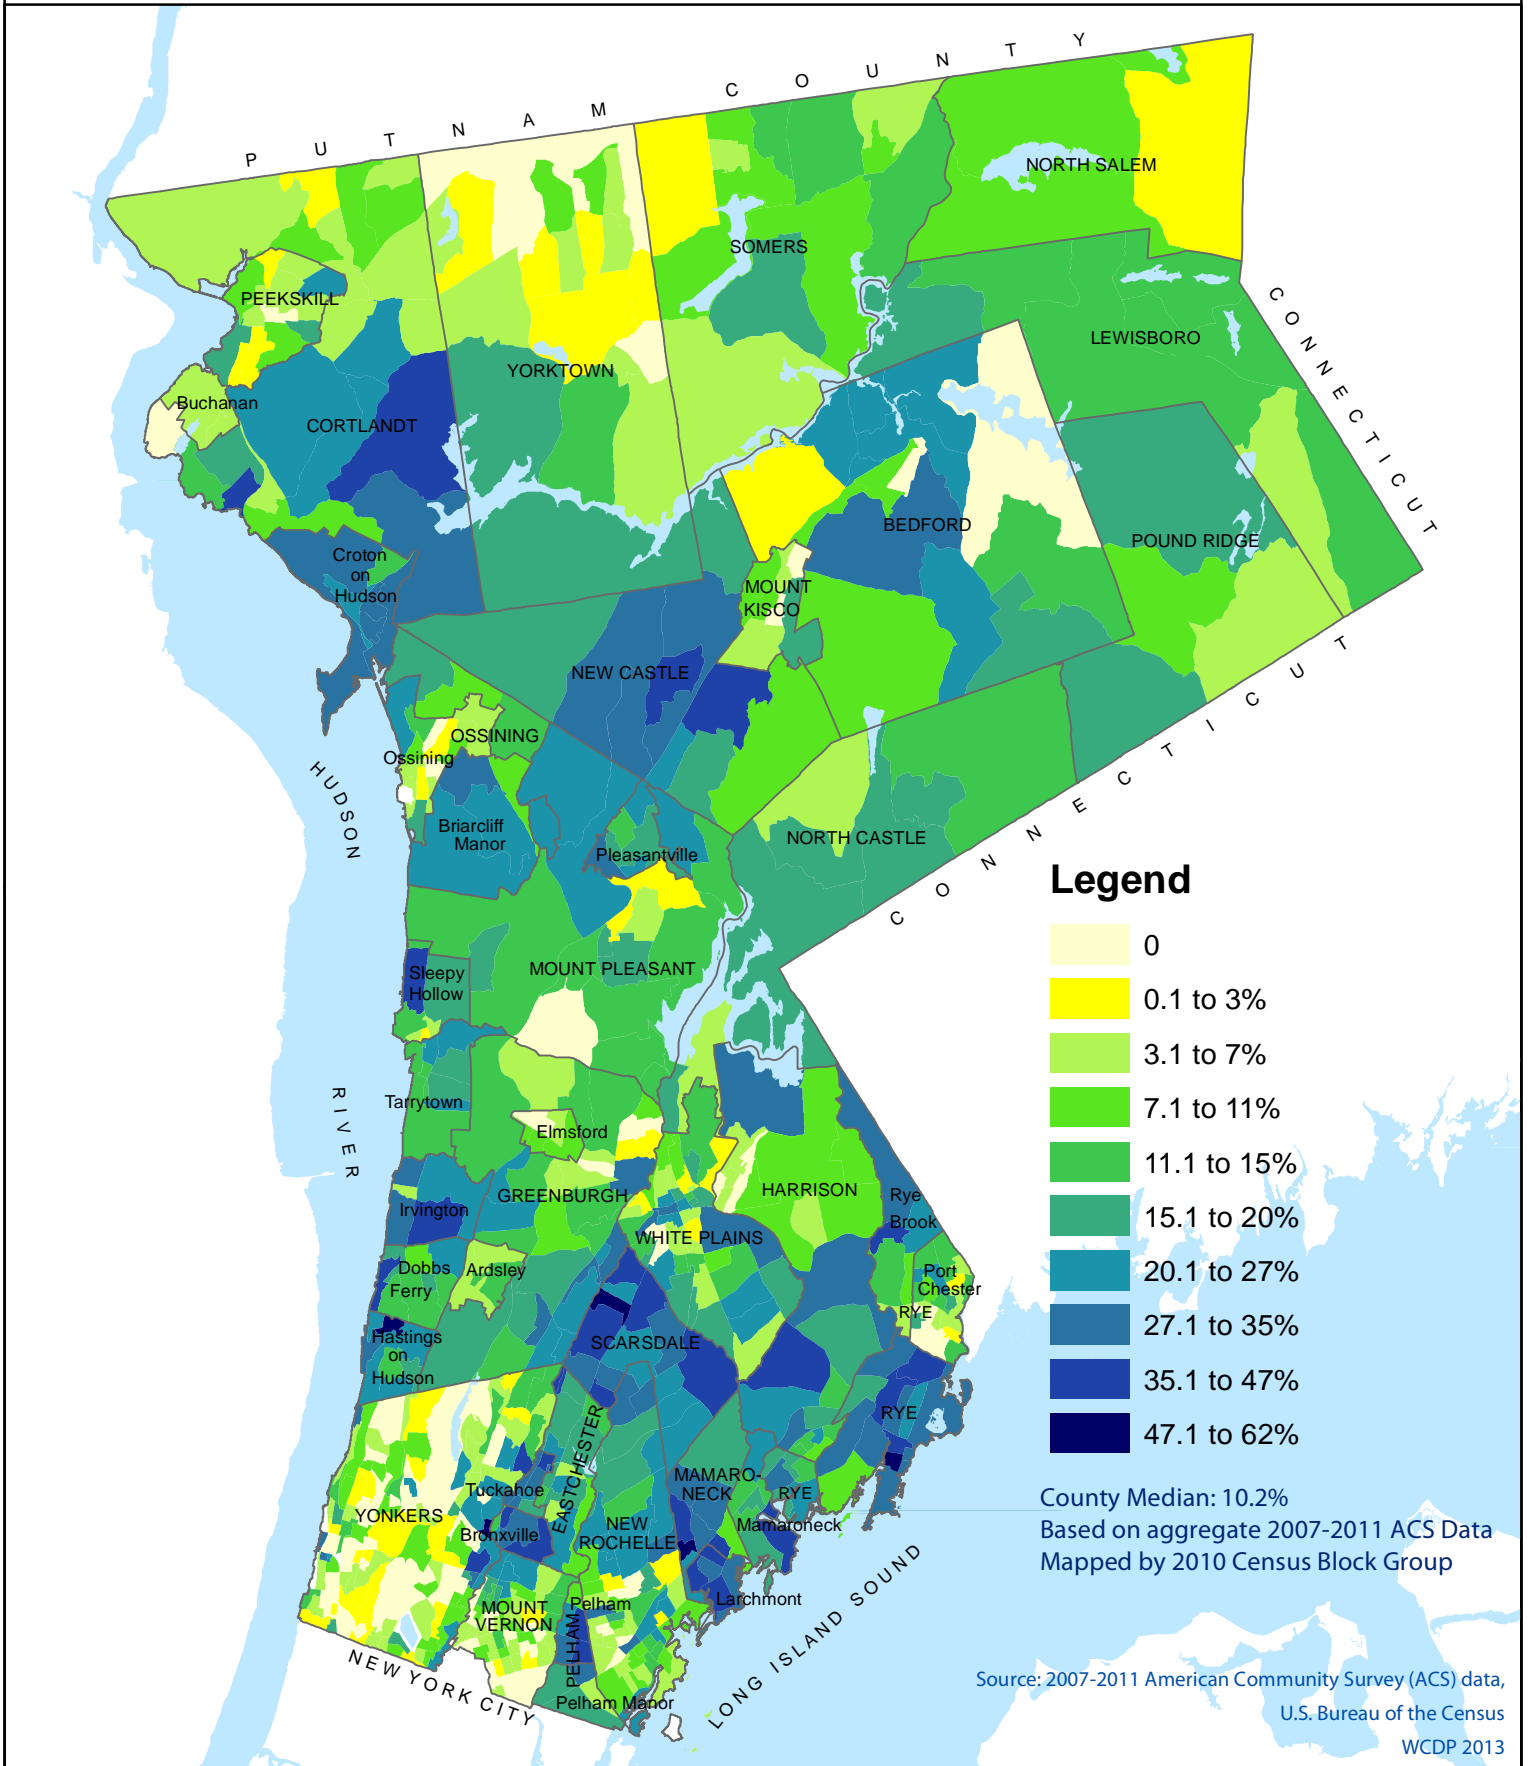 PUTNAM COUNTY
NORTH SALEM
SOMERS
PEEKSKILL
CONNECTICUT
LEWISBORO
YORKTOWN
Buchanan
CORTLANDT
BEDFORD
POUND RIDGE
Croton
on
Hudson
MOUNT
KISCO
NEW CASTLE
CONNECTICUT
OSSINING
Ossining
HUDSON
Briarcliff
Manor
NORTH CASTLE
Pleasantville
Sleepy
Hollow
MOUNT PLEASANT
RIVER
Tarrytown
Elmsford
GREENBURGH
HARRISON
Rye
Brook
Irvington
WHITE PLAINS
Dobbs
Ferry
Ardsley
Port
Chester
RYE
Hastings
on
Hudson
SCARSDALE
RYE
EASTCHESTER
MAMARO-
NECK
RYE
Tuckahoe
YONKERS
Bronxville
NEW
ROCHELLE
Mamaroneck
Larchmont
MOUNT
VERNON
Pelham
PELHAM
Pelham Manor
NEW YORK CITY
LONG ISLAND SOUND
Legend
0
0.1 to 3%
3.1 to 7%
7.1 to 11%
11.1 to 15%
15.1 to 20%
20.1 to 27%
27.1 to 35%
35.1 to 47%
47.1 to 62%
County Median: 10.2%
Based on aggregate 2007-2011 ACS Data
Mapped by 2010 Census Block Group
Source: 2007-2011 American Community Survey (ACS) data,
U.S. Bureau of the Census
WCDP 2013